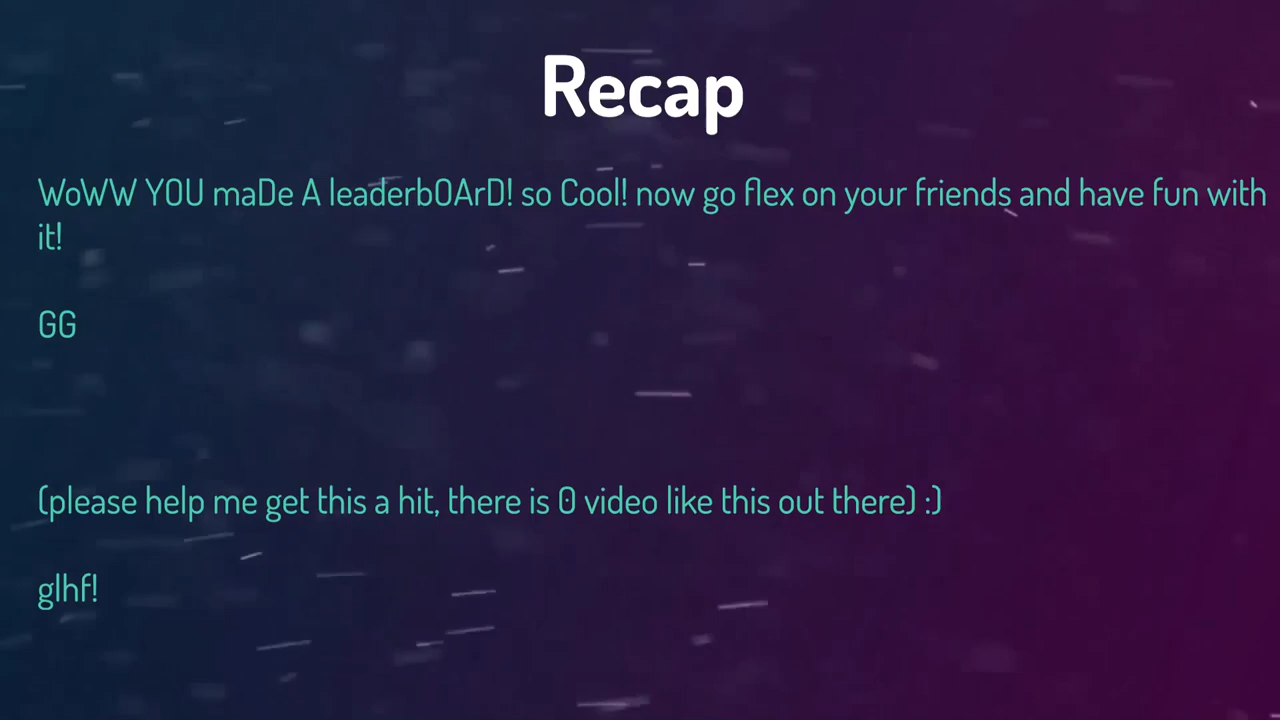 Recap
WoWW YOU maDe A leaderbOArD! so Cool! now go flex on your friends and have fun with
it!
GG
(please help me get this a hit, there is 0 video like this out there) :)
glhf!